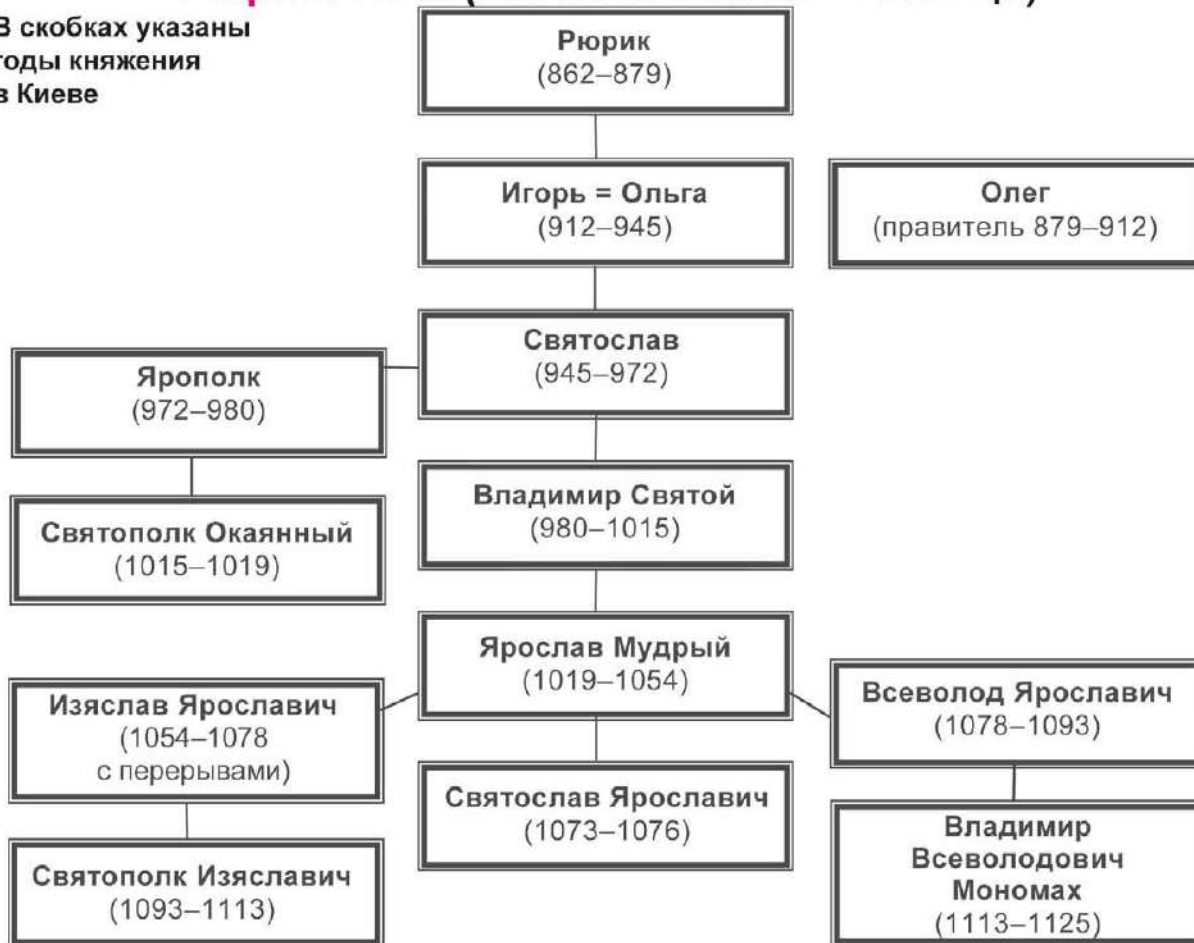 В скобках указаны
годы княжения
в Киеве
Рюрик
(862–879)
Игорь = Ольга
(912–945)
Олег
(правитель 879–912)
Святослав
(945–972)
Ярополк
(972–980)
Святополк Окаянный
(1015–1019)
Владимир Святой
(980–1015)
Ярослав Мудрый
(1019–1054)
Изяслав Ярославич
(1054–1078
с перерывами)
Всеволод Ярославич
(1078–1093)
Святослав Ярославич
(1073–1076)
Святополк Изяславич
(1093–1113)
Владимир
Всеволодович
Мономах
(1113–1125)